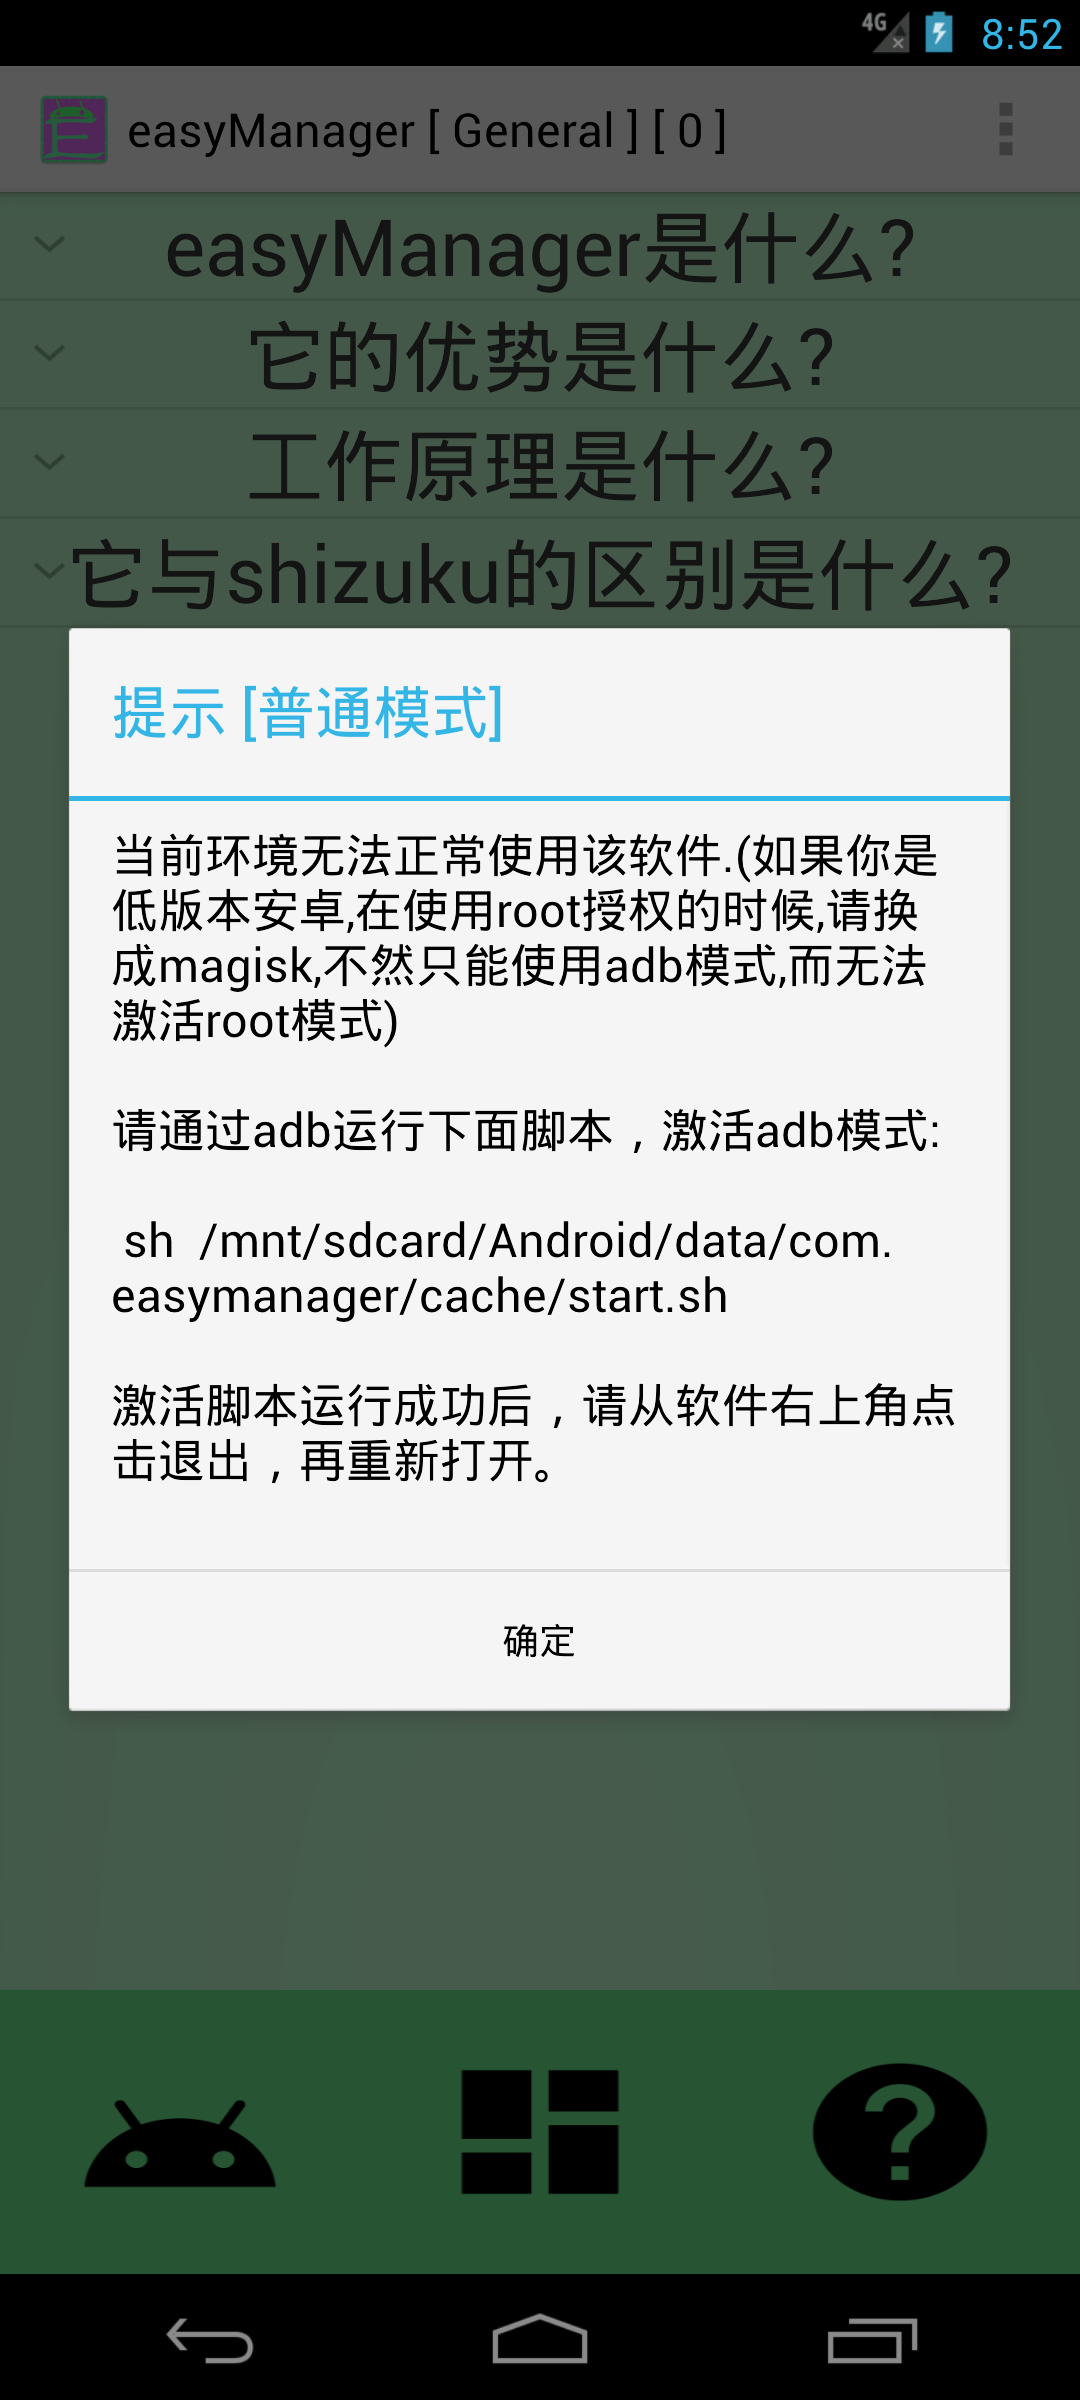 4G
8:52
easyManager [ General ] [ 0 ]
easyManager是什么?
它的优势是什么?
工作原理是什么?
它与shizuku的区别是什么?
提示 [普通模式]
当前环境无法正常使用该软件.(如果你是
低版本安卓,在使用root授权的时候,请换
成magisk,不然只能使用adb模式,而无法
激活root模式)
请通过adb运行下面脚本，激活adb模式:
sh  /mnt/sdcard/Android/data/com.
easymanager/cache/start.sh
激活脚本运行成功后，请从软件右上角点
击退出，再重新打开。
确定